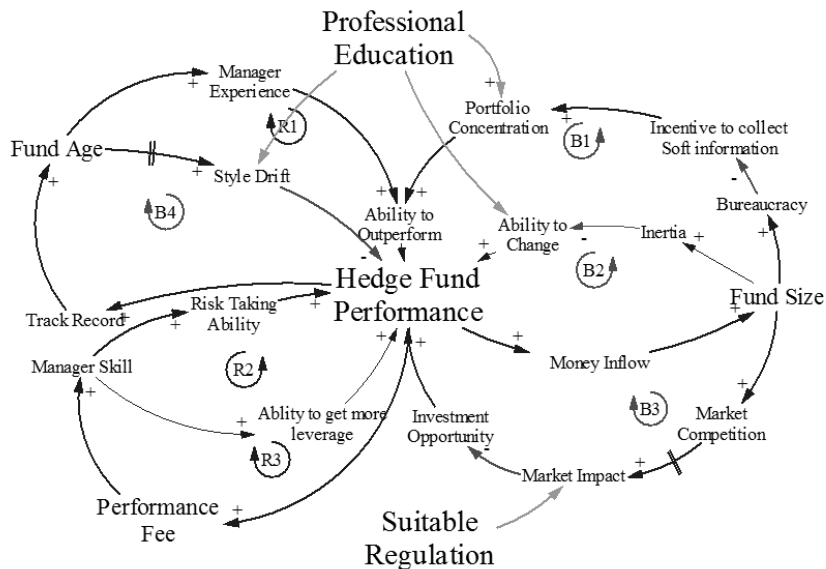 Professional
Education
Manager
Experience
+
+
+
Portfolio
Concentration
R1
B1
Incentive to collect
Soft information
Fund Age
Style Drift
+
+
-
Bureaucracy
B4
+
+
Ability to
Outperform
Ability to
Change
-
Inertia
+
+
B2
-
+
Hedge Fund
Performance
Fund Size
Track Record
+
Risk Taking
Ability
+
+
+
Manager Skill
+
R2
+
+
+
Money Inflow
+
+
Ablity to get more
leverage
Investment
Opportunity
B3
Market
Competition
+
R3
-
Market Impact
+
Performance
Fee
+
Suitable
Regulation